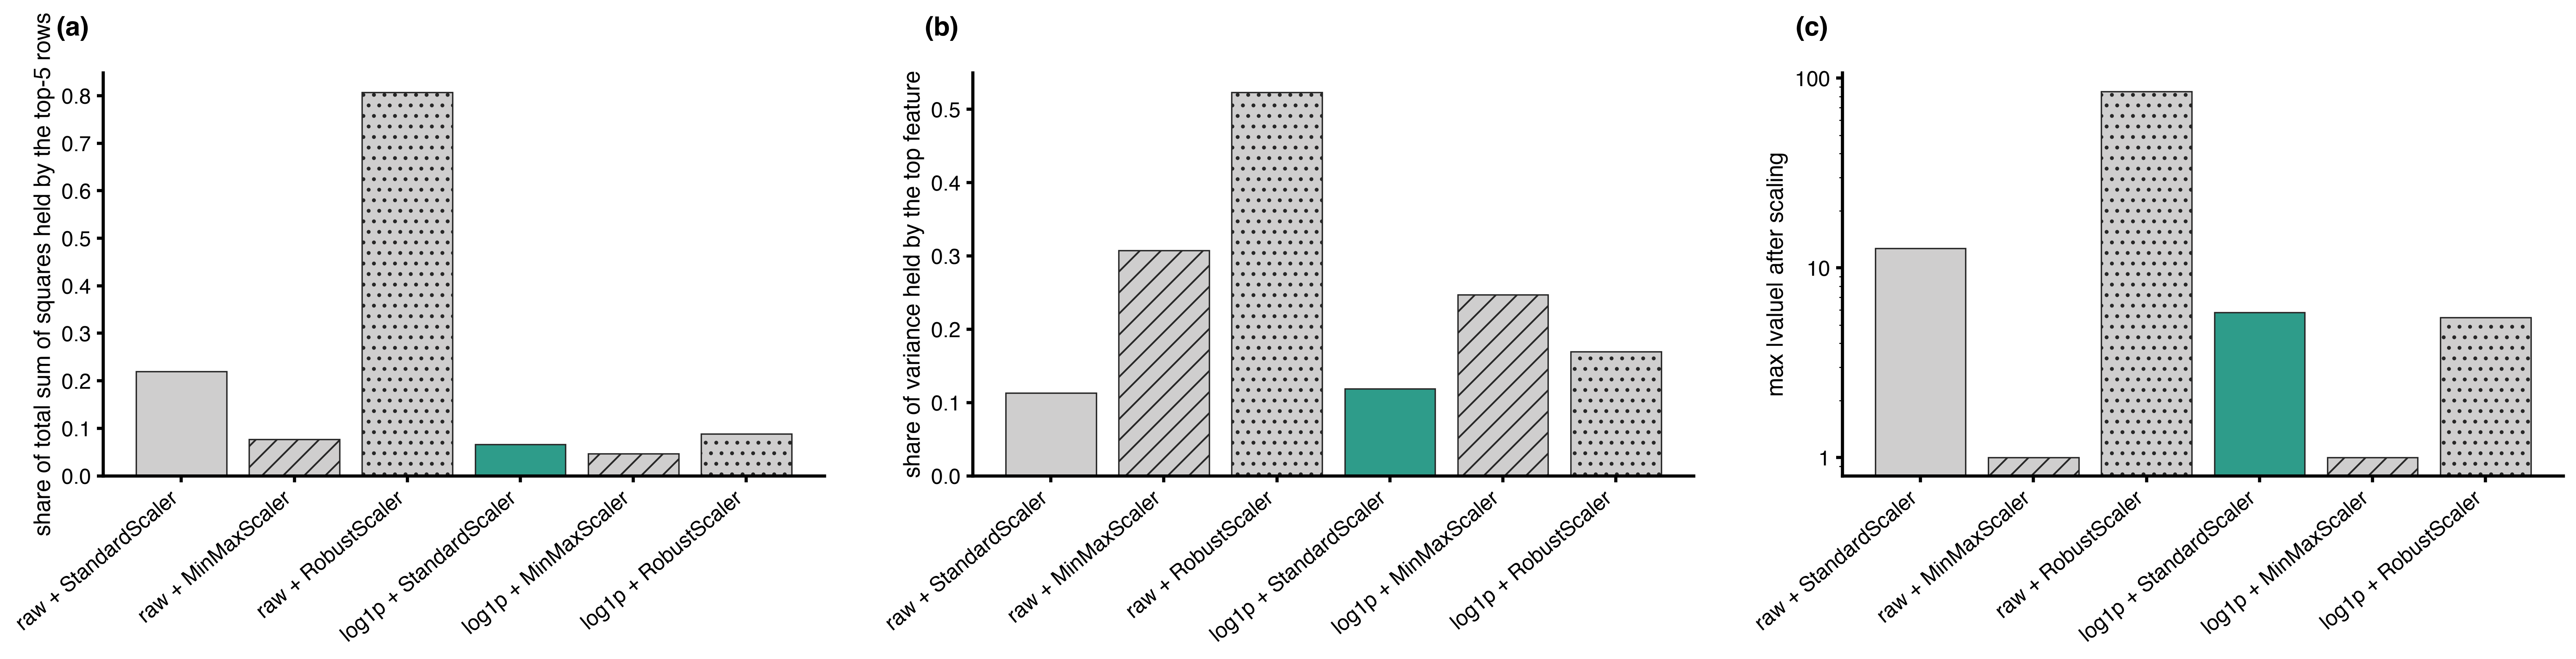 (a)
share of total sum of squares held by the top-5 rows
0.8
0.7
0.6
0.5
0.4
0.3
0.2
0.1
0.0
raw + StandardScaler
raw + MinMaxScaler
raw + RobustScaler
log1p + StandardScaler
log1p + MinMaxScaler
log1p + RobustScaler
(b)
share of variance held by the top feature
0.5
0.4
0.3
0.2
0.1
0.0
raw + StandardScaler
raw + MinMaxScaler
raw + RobustScaler
log1p + StandardScaler
log1p + MinMaxScaler
log1p + RobustScaler
(c)
max |value| after scaling
100
10
1
raw + StandardScaler
raw + MinMaxScaler
raw + RobustScaler
log1p + StandardScaler
log1p + MinMaxScaler
log1p + RobustScaler